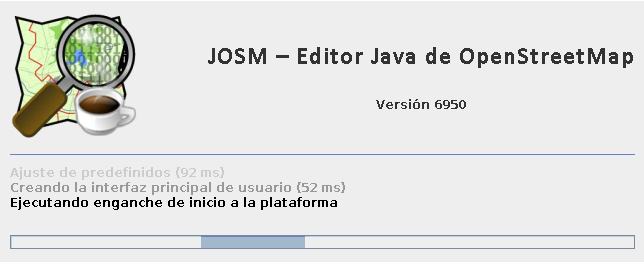 JOSM – Editor Java de OpenStreetMap
Versión 6950
Ajuste de predefinidos (92 ms)
Creando la interfaz principal de usuario (52 ms)
Ejecutando enganche de inicio a la plataforma